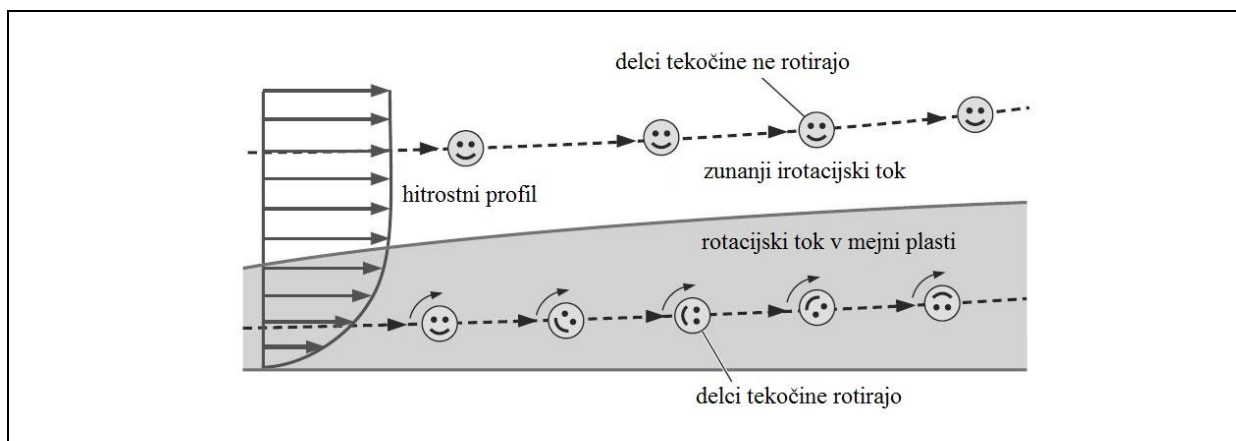 delci tekočine ne rotirajo
zunanji irotacijski tok
hitrostni profil
rotacijski tok v mejni plasti
delci tekočine rotirajo